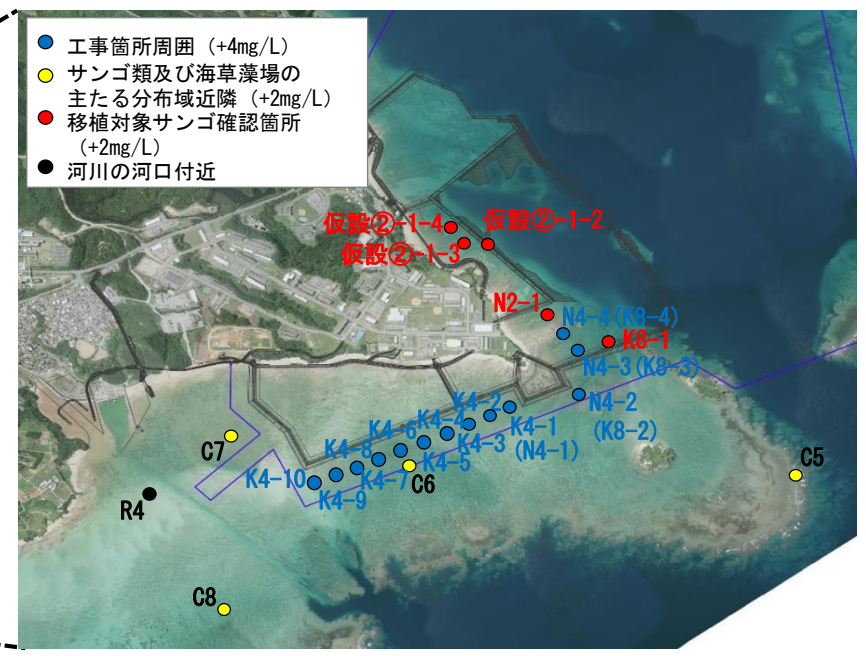 工事箇所周囲（+4mg/L）
サンゴ類及び海草藻場の
主たる分布域近隣（+2mg/L）
移植対象サンゴ確認箇所
（+2mg/L）
河川の河口付近
仮設②-1-4
仮設②-1-2
仮設②-1-3
N2-1
N4-4(K8-4)
K8-1
N4-3(K8-3)
N4-2
(K8-2)
K4-2
K4-1
(N4-1)
K4-4
K4-3
K4-6
K4-5
K4-8
K4-7
K4-10
K4-9
C7
C6
C5
R4
C8